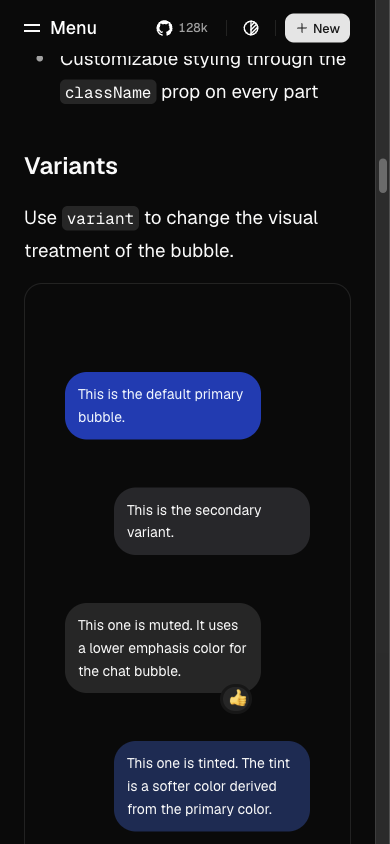 Menu
128k
+ New
Customizable styling through the
className prop on every part
Variants
Use variant to change the visual
treatment of the bubble.
This is the default primary
bubble.
This is the secondary
variant.
This one is muted. It uses
a lower emphasis color for
the chat bubble.
This one is tinted. The tint
is a softer color derived
from the primary color.